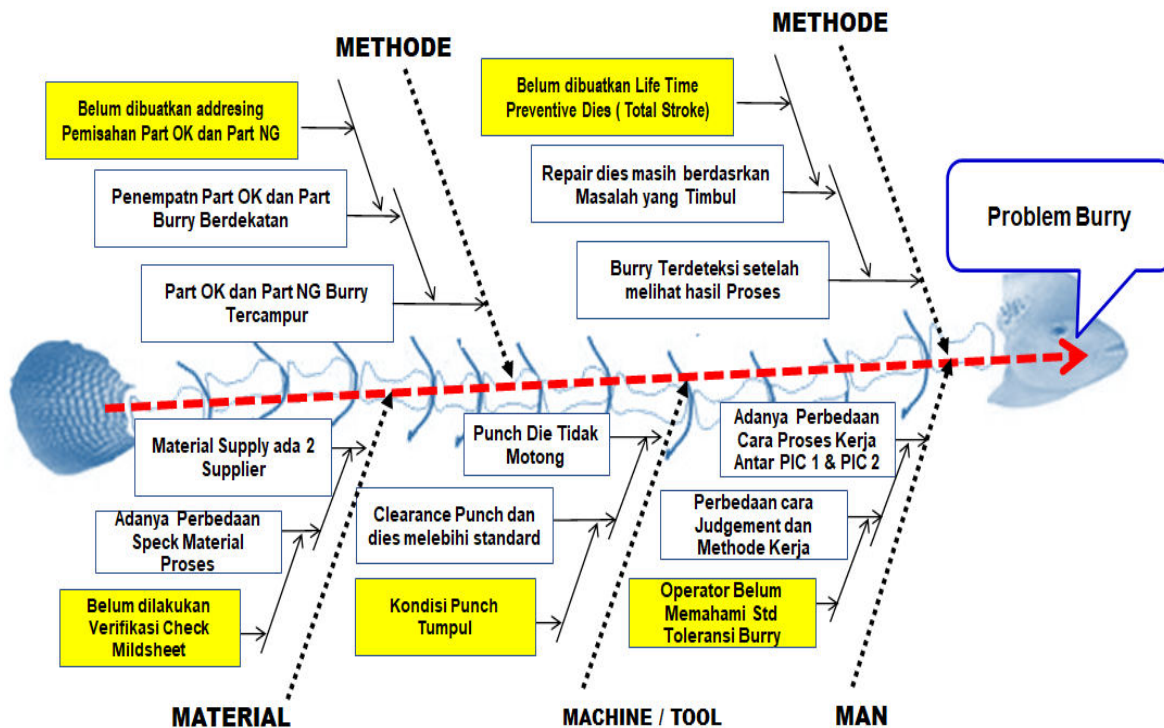 METHODE
Belum dibuatkan addresing
Pemisahan Part OK dan Part NG
Penempatn Part OK dan Part
Burry Berdekatan
Part OK dan Part NG Burry
Tercampur
METHODE
Belum dibuatkan Life Time
Preventive Dies ( Total Stroke)
Repair dies masih berdasrkan
Masalah yang Timbul
Burry Terdeteksi setelah
melihat hasil Proses
Problem Burry
Material Supply ada 2
Supplier
Adanya Perbedaan
Speck Material
Proses
Belum dilakukan
Verifikasi Check
Mildsheet
MATERIAL
Punch Die Tidak
Motong
Clearance Punch dan
dies melebihi standard
Kondisi Punch
Tumpul
MACHINE / TOOL
Adanya Perbedaan
Cara Proses Kerja
Antar PIC 1 & PIC 2
Perbedaan cara
Judgement dan
Methode Kerja
Operator Belum
Memahami Std
Toleransi Burry
MAN